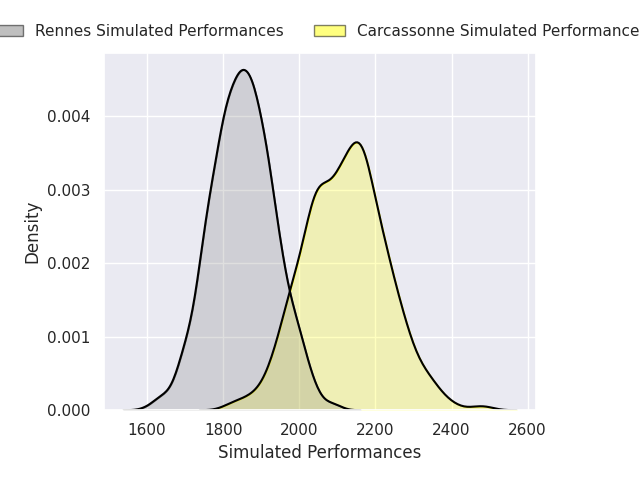 Rennes Simulated Performances
Carcassonne Simulated Performance
0.004
0.003
0.002
0.001
0.000
Density
1600 1800 2000 2200 2400 2600
Simulated Performances